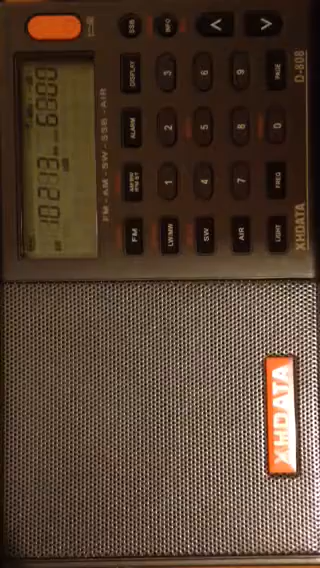 6000
FM-AM-SW-SSB-AIR
FM ALARM DISPLAY SSB
LW/MW 1 2 3 INFO
SW 4 5 6
AIR 7 8 9
LIGHT FREQ 0 PAGE
XHDATA D-808
XHDATA